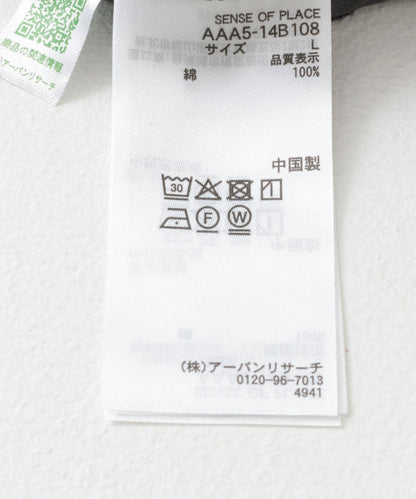 商品の関連情報
アーバンリサーチ
SENSE OF PLACE
AAA5-14B108
サイズ L
品質表示
綿 100%
中国製
30
F W
(株)アーバンリサーチ
0120-96-7013
4941